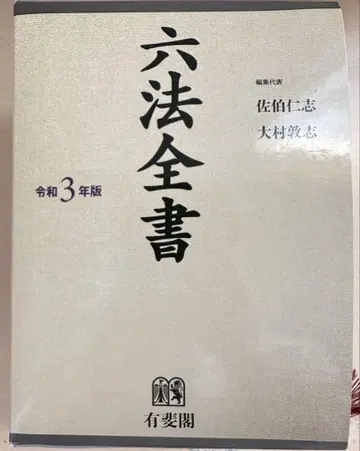 六法全書
編集代表
佐伯仁志
大村敦志
令和3年版
有斐閣